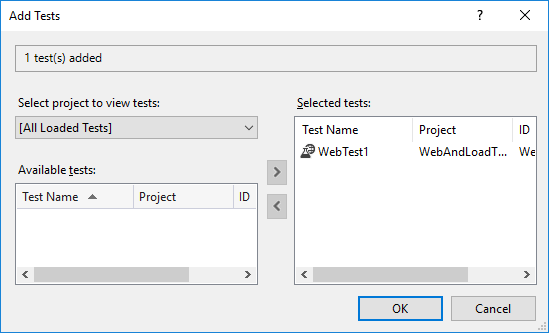 Add Tests
1 test(s) added
Select project to view tests:
[All Loaded Tests]
Available tests:
Test Name Project ID
Selected tests:
Test Name Project ID
WebTest1 WebAndLoadT... We
OK Cancel